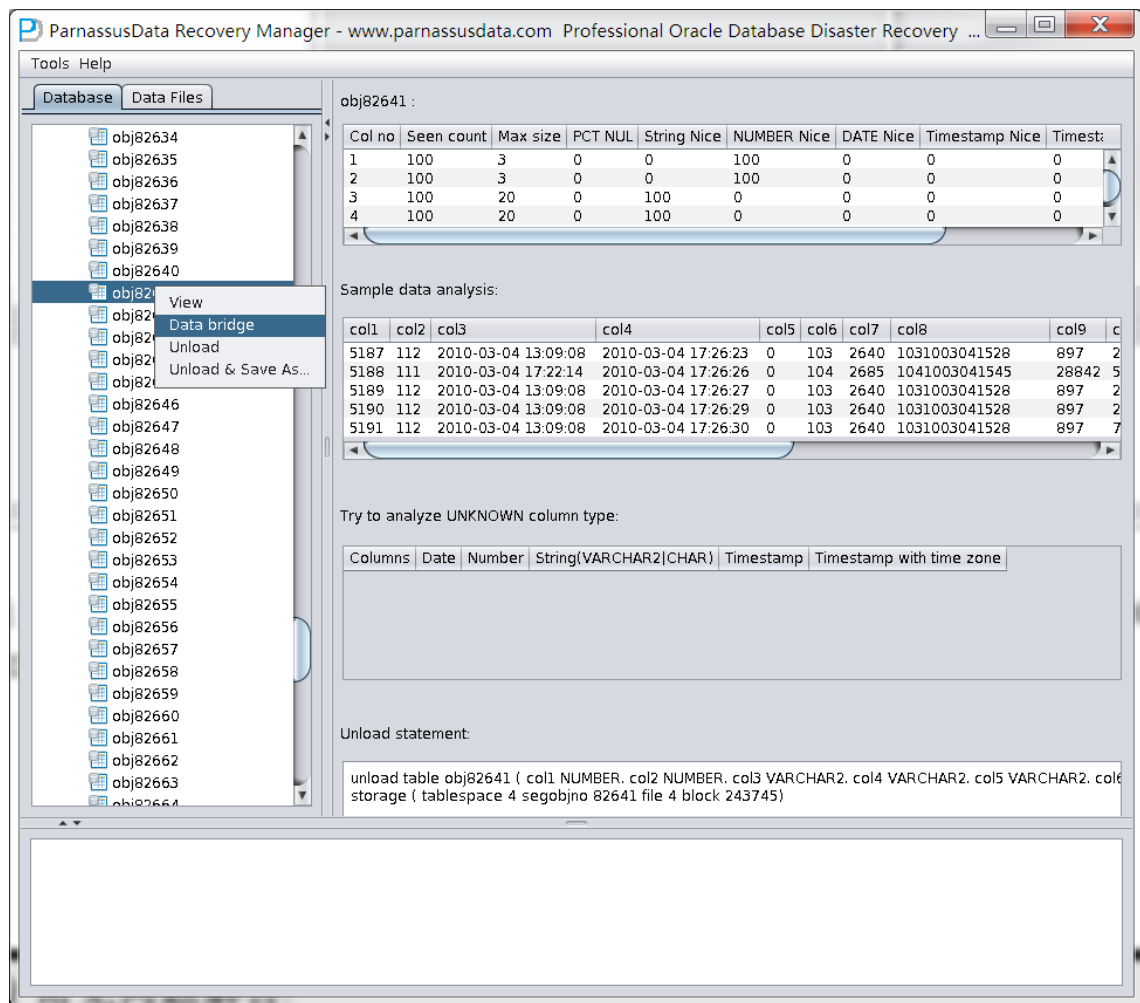 ParnassusData Recovery Manager - www.parnassusdata.com Professional Oracle Database Disaster Recovery ...
Tools Help
Database Data Files
obj82634
obj82635
obj82636
obj82637
obj82638
obj82639
obj82640
obj82
obj82
obj82
obj82
obj82
obj82646
obj82647
obj82648
obj82649
obj82650
obj82651
obj82652
obj82653
obj82654
obj82655
obj82656
obj82657
obj82658
obj82659
obj82660
obj82661
obj82662
obj82663
obj82664
View
Data bridge
Unload
Unload & Save As...
obj82641 :
Col no Seen count Max size PCT NUL String Nice NUMBER Nice DATE Nice Timestamp Nice Timesta
1 100 3 0 0 100 0 0 0
2 100 3 0 0 100 0 0 0
3 100 20 0 100 0 0 0 0
4 100 20 0 100 0 0 0 0
Sample data analysis:
col1 col2 col3 col4 col5 col6 col7 col8 col9 c
5187 112 2010-03-04 13:09:08 2010-03-04 17:26:23 0 103 2640 1031003041528 897 2
5188 111 2010-03-04 17:22:14 2010-03-04 17:26:26 0 104 2685 1041003041545 28842 5
5189 112 2010-03-04 13:09:08 2010-03-04 17:26:27 0 103 2640 1031003041528 897 2
5190 112 2010-03-04 13:09:08 2010-03-04 17:26:29 0 103 2640 1031003041528 897 2
5191 112 2010-03-04 13:09:08 2010-03-04 17:26:30 0 103 2640 1031003041528 897 7
Try to analyze UNKNOWN column type:
Columns Date Number String(VARCHAR2|CHAR) Timestamp Timestamp with time zone
Unload statement:
unload table obj82641 ( col1 NUMBER. col2 NUMBER. col3 VARCHAR2. col4 VARCHAR2. col5 VARCHAR2. col6
storage ( tablespace 4 segobjno 82641 file 4 block 243745)